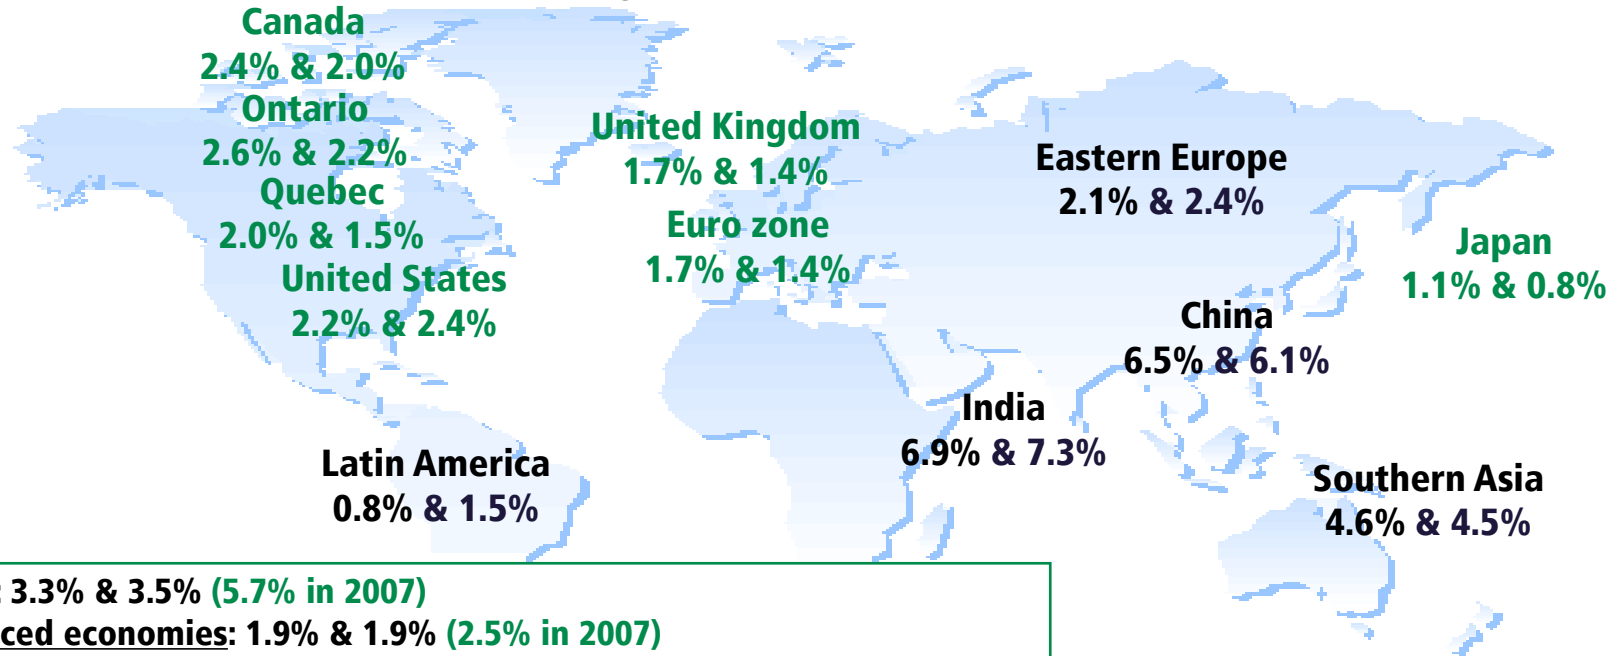 Canada
2.4% & 2.0%
Ontario
2.6% & 2.2%
Quebec
2.0% & 1.5%
United States
2.2% & 2.4%
United Kingdom
1.7% & 1.4%
Euro zone
1.7% & 1.4%
Eastern Europe
2.1% & 2.4%
Japan
1.1% & 0.8%
China
6.5% & 6.1%
India
6.9% & 7.3%
Latin America
0.8% & 1.5%
Southern Asia
4.6% & 4.5%
: 3.3% & 3.5% (5.7% in 2007)
economies: 1.9% & 1.9% (2.5% in 2007)